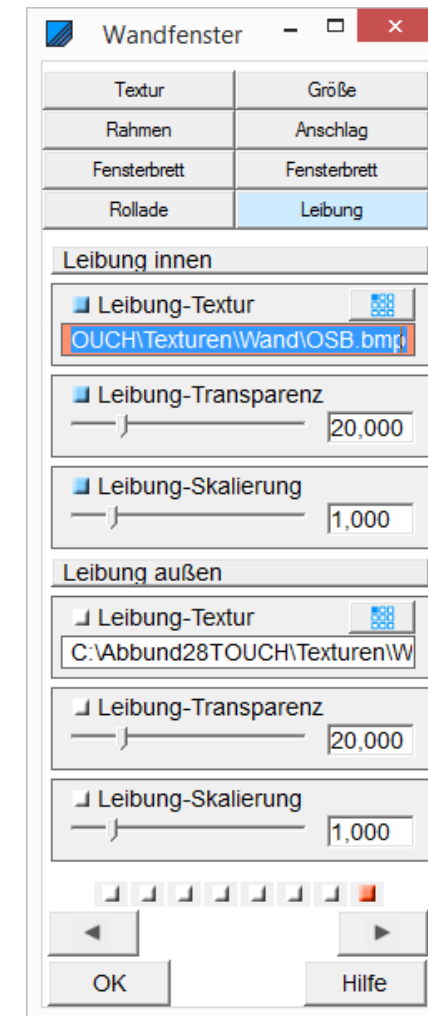 Wandfenster
Textur Größe
Rahmen Anschlag
Fensterbrett Fensterbrett
Rollade Leibung
Leibung innen
Leibung-Textur
OUCH\Texturen\Wand\OSB.bmp
Leibung-Transparenz
20,000
Leibung-Skalierung
1,000
Leibung außen
Leibung-Textur
C:\Abbund28TOUCH\Texturen\W
Leibung-Transparenz
20,000
Leibung-Skalierung
1,000
OK Hilfe